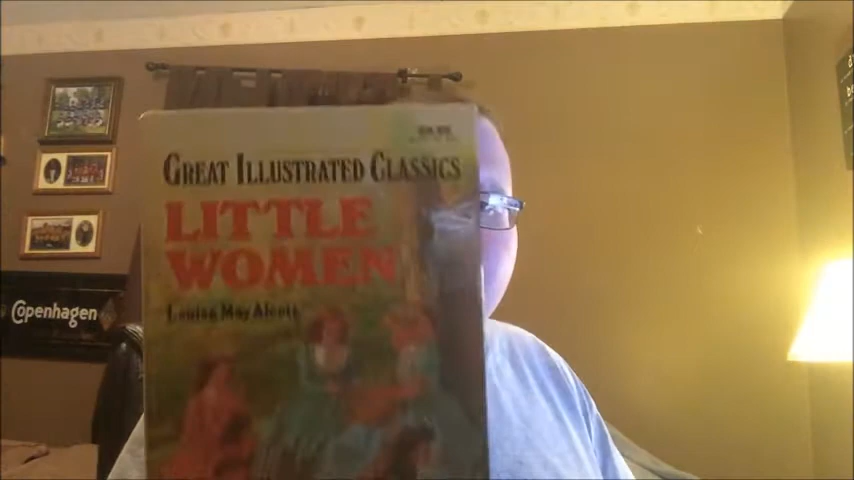 GREAT ILLUSTRATED CLASSICS
LITTLE
WOMEN
Louisa May Alcott
Copenhagen